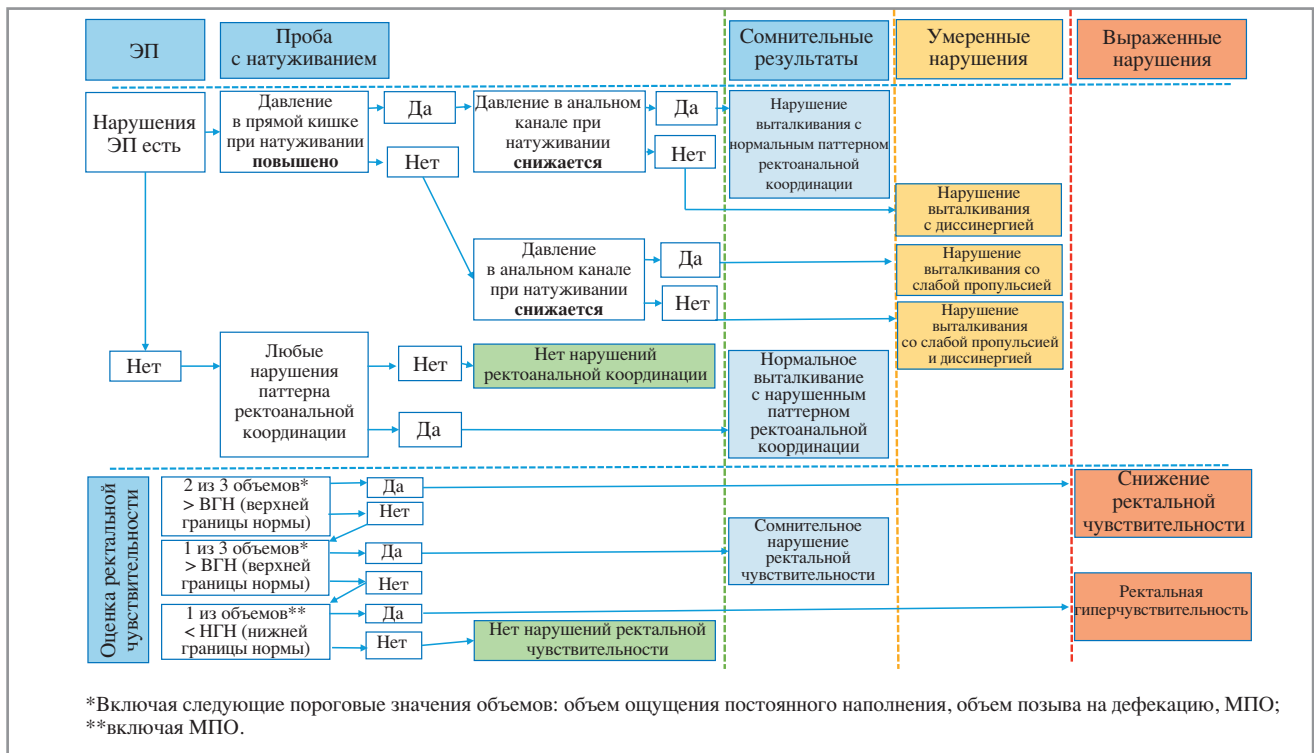 ЭП
Проба
с натуживанием
Сомнительные
результаты
Умеренные
нарушения
Выраженные
нарушения
Нарушения
ЭП есть
Давление
в прямой кишке
при натуживании
повышено
Да
Нет
Давление в анальном
канале при
натуживании
снижается
Да
Нет
Нарушение
выталкивания с
нормальным паттерном
ректоанальной
координации
Нарушение
выталкивания
с диссинергией
Давление
в анальном канале
при натуживании
снижается
Да
Нет
Нарушение
выталкивания со
слабой пропульсией
Нарушение
выталкивания
со слабой пропульсией
и диссинергией
Нет
Любые
нарушения
паттерна
ректоанальной
координации
Нет
Да
Нет нарушений
ректоанальной координации
Нормальное
выталкивание
с нарушенным
паттерном
ректоанальной
координации
Оценка ректальной
чувствительности
2 из 3 объемов*
> ВГН (верхней
границы нормы)
Да
Нет
Снижение
ректальной
чувствительности
1 из 3 объемов*
> ВГН (верхней
границы нормы)
Да
Нет
Сомнительное
нарушение
ректальной
чувствительности
1 из объемов**
< НГН (нижней
границы нормы)
Да
Нет
Нет нарушений ректальной
чувствительности
Ректальная
гиперчувствительность
*Включая следующие пороговые значения объемов: объем ощущения постоянного наполнения, объем позыва на дефекацию, МПО;
**включая МПО.